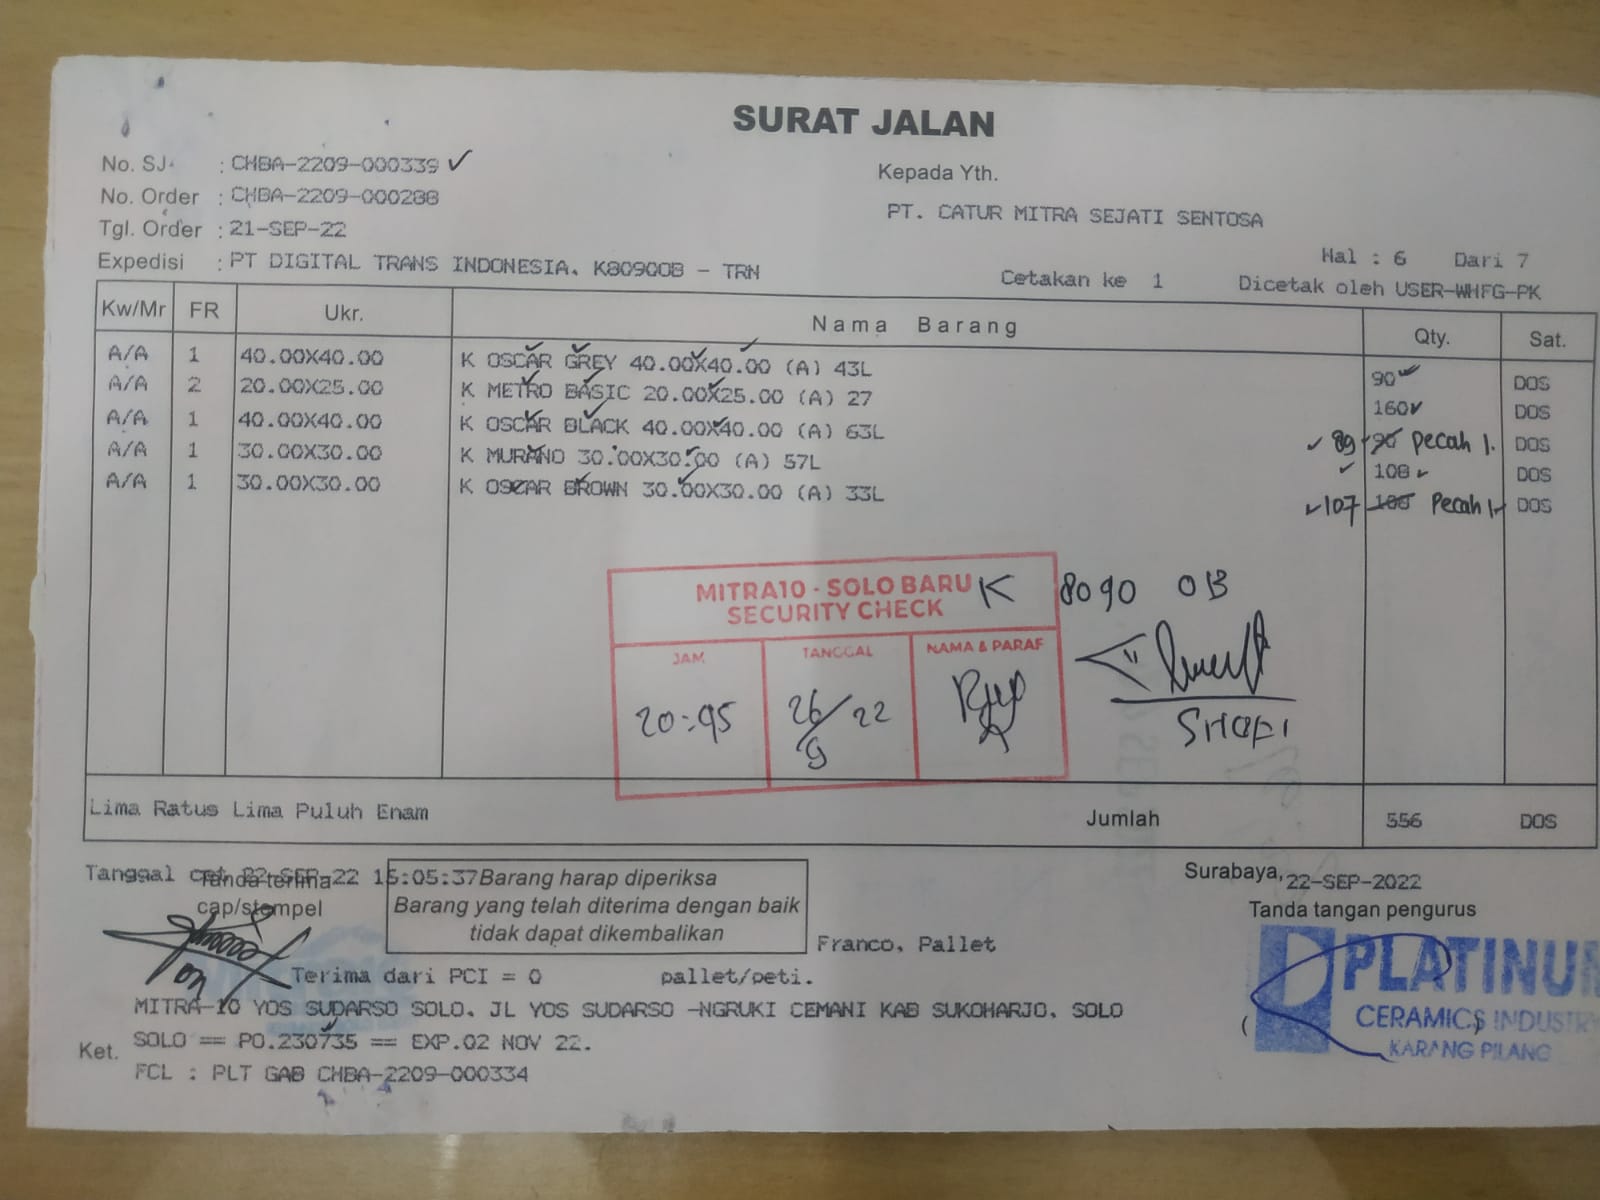 SURAT JALAN
No. SJ : CHBA-2209-000339
Kepada Yth.
No. Order : CHBA-2209-000288
PT. CATUR MITRA SEJATI SENTOSA
Tgl. Order : 21-SEP-22
Expedisi : PT DIGITAL TRANS INDONESIA. K8090OB - TRN
Hal : 6 Dari 7
Cetakan ke 1 Dicetak oleh USER-WHFG-PK
Kw/Mr FR Ukr. Nama Barang Qty. Sat.
A/A 1 40.00X40.00 K OSCAR GREY 40.00X40.00 (A) 43L 90 DOS
A/A 2 20.00X25.00 K METRO BASIC 20.00X25.00 (A) 27 160 DOS
A/A 1 40.00X40.00 K OSCAR BLACK 40.00X40.00 (A) 63L 89 90 Pecah 1. DOS
A/A 1 30.00X30.00 K MURANO 30.00X30.00 (A) 57L 108 DOS
A/A 1 30.00X30.00 K OSCAR BROWN 30.00X30.00 (A) 33L 107 108 Pecah 1 DOS
MITRA10 - SOLO BARU
SECURITY CHECK
K 8090 OB
JAM TANGGAL NAMA & PARAF
20:45 26/9 22
Lima Ratus Lima Puluh Enam Jumlah 556 DOS
Tanggal cet. 22-SEP-22 15:05:37
Tanda terima
cap/stempel
Barang harap diperiksa
Barang yang telah diterima dengan baik
tidak dapat dikembalikan
Surabaya, 22-SEP-2022
Tanda tangan pengurus
Franco. Pallet
Terima dari PCI = 0 pallet/peti.
PLATINUM
CERAMICS INDUSTRY
KARANG PILANG
MITRA-10 YOS SUDARSO SOLO. JL YOS SUDARSO -NGRUKI CEMANI KAB SUKOHARJO. SOLO
SOLO == PO.230735 == EXP.02 NOV 22.
Ket.
FCL : PLT GAB CHBA-2209-000334